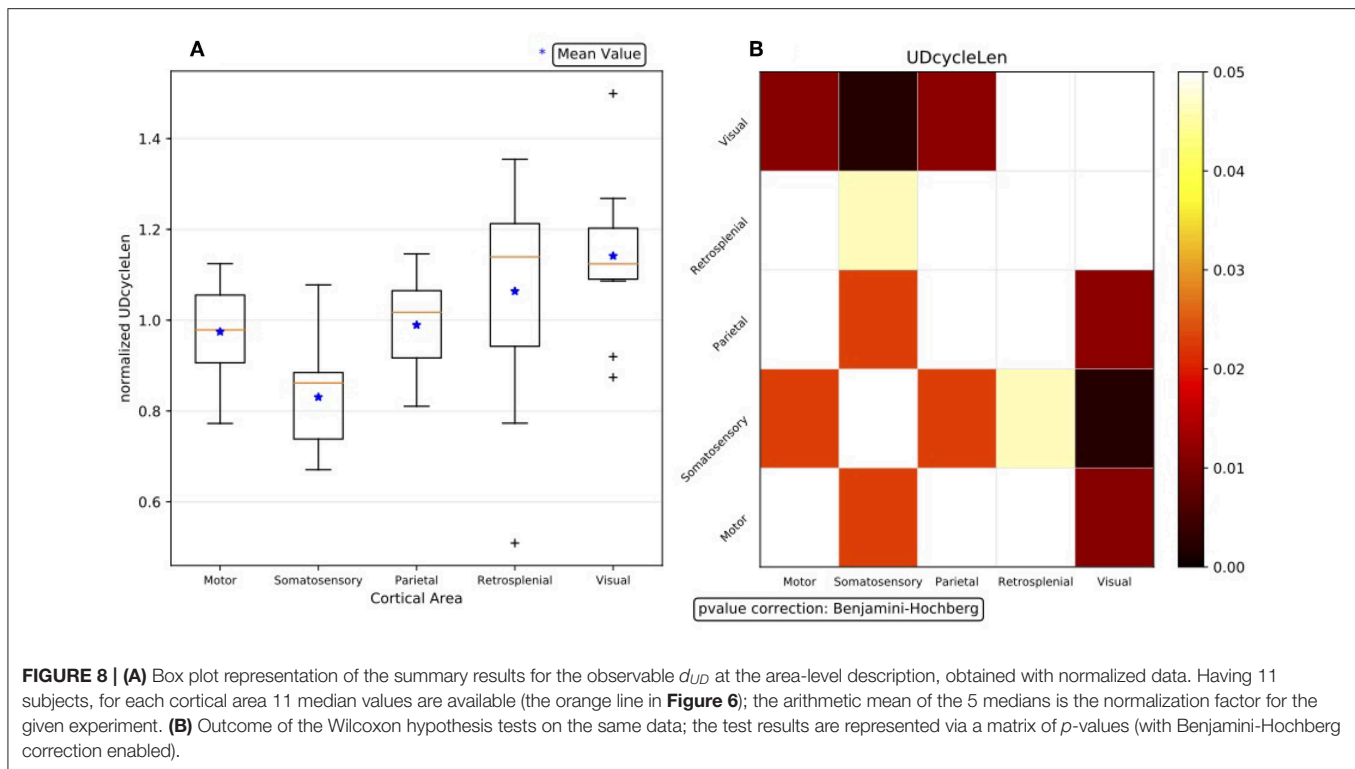 A
* Mean Value
1.4
1.2
1.0
0.8
0.6
normalized UDcycleLen
Motor
Somatosensory
Parietal
Retrosplenial
Visual
Cortical Area
B
UDcycleLen
Visual
Retrosplenial
Parietal
Somatosensory
Motor
Motor
Somatosensory
Parietal
Retrosplenial
Visual
0.05
0.04
0.03
0.02
0.01
0.00
pvalue correction: Benjamini-Hochberg
FIGURE 8 | (A) Box plot representation of the summary results for the observable d_UD at the area-level description, obtained with normalized data. Having 11
subjects, for each cortical area 11 median values are available (the orange line in Figure 6); the arithmetic mean of the 5 medians is the normalization factor for the
given experiment. (B) Outcome of the Wilcoxon hypothesis tests on the same data; the test results are represented via a matrix of p-values (with Benjamini-Hochberg
correction enabled).